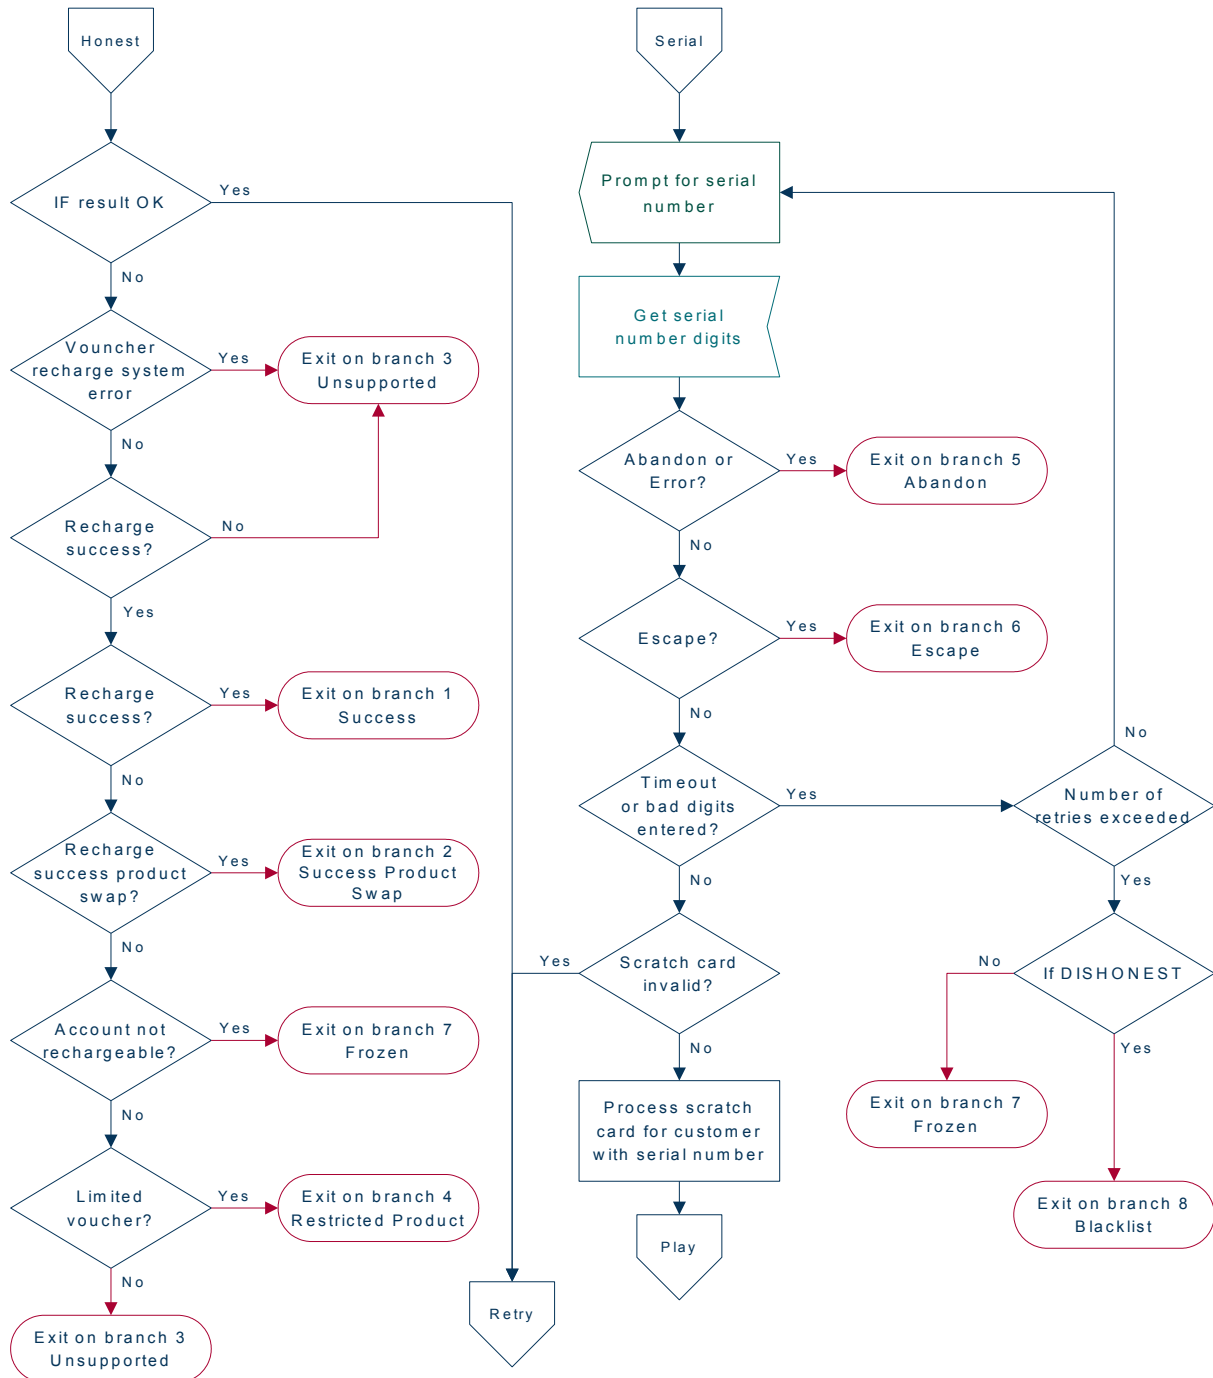 Honest
IF result OK
Yes
No
Vouncher
recharge system
error
Yes
Exit on branch 3
Unsupported
No
Recharge
success?
No
Yes
Recharge
success?
Yes
Exit on branch 1
Success
No
Recharge
success product
swap?
Yes
Exit on branch 2
Success Product
Swap
No
Account not
rechargeable?
Yes
Exit on branch 7
Frozen
No
Limited
voucher?
Yes
Exit on branch 4
Restricted Product
No
Exit on branch 3
Unsupported
Retry
Serial
Prompt for serial
number
Get serial
number digits
Abandon or
Error?
Yes
Exit on branch 5
Abandon
No
Escape?
Yes
Exit on branch 6
Escape
No
Timeout
or bad digits
entered?
Yes
Number of
retries exceeded
No
Yes
If DISHONEST
No
Exit on branch 7
Frozen
Yes
Exit on branch 8
Blacklist
No
Scratch card
invalid?
Yes
No
Process scratch
card for customer
with serial number
Play